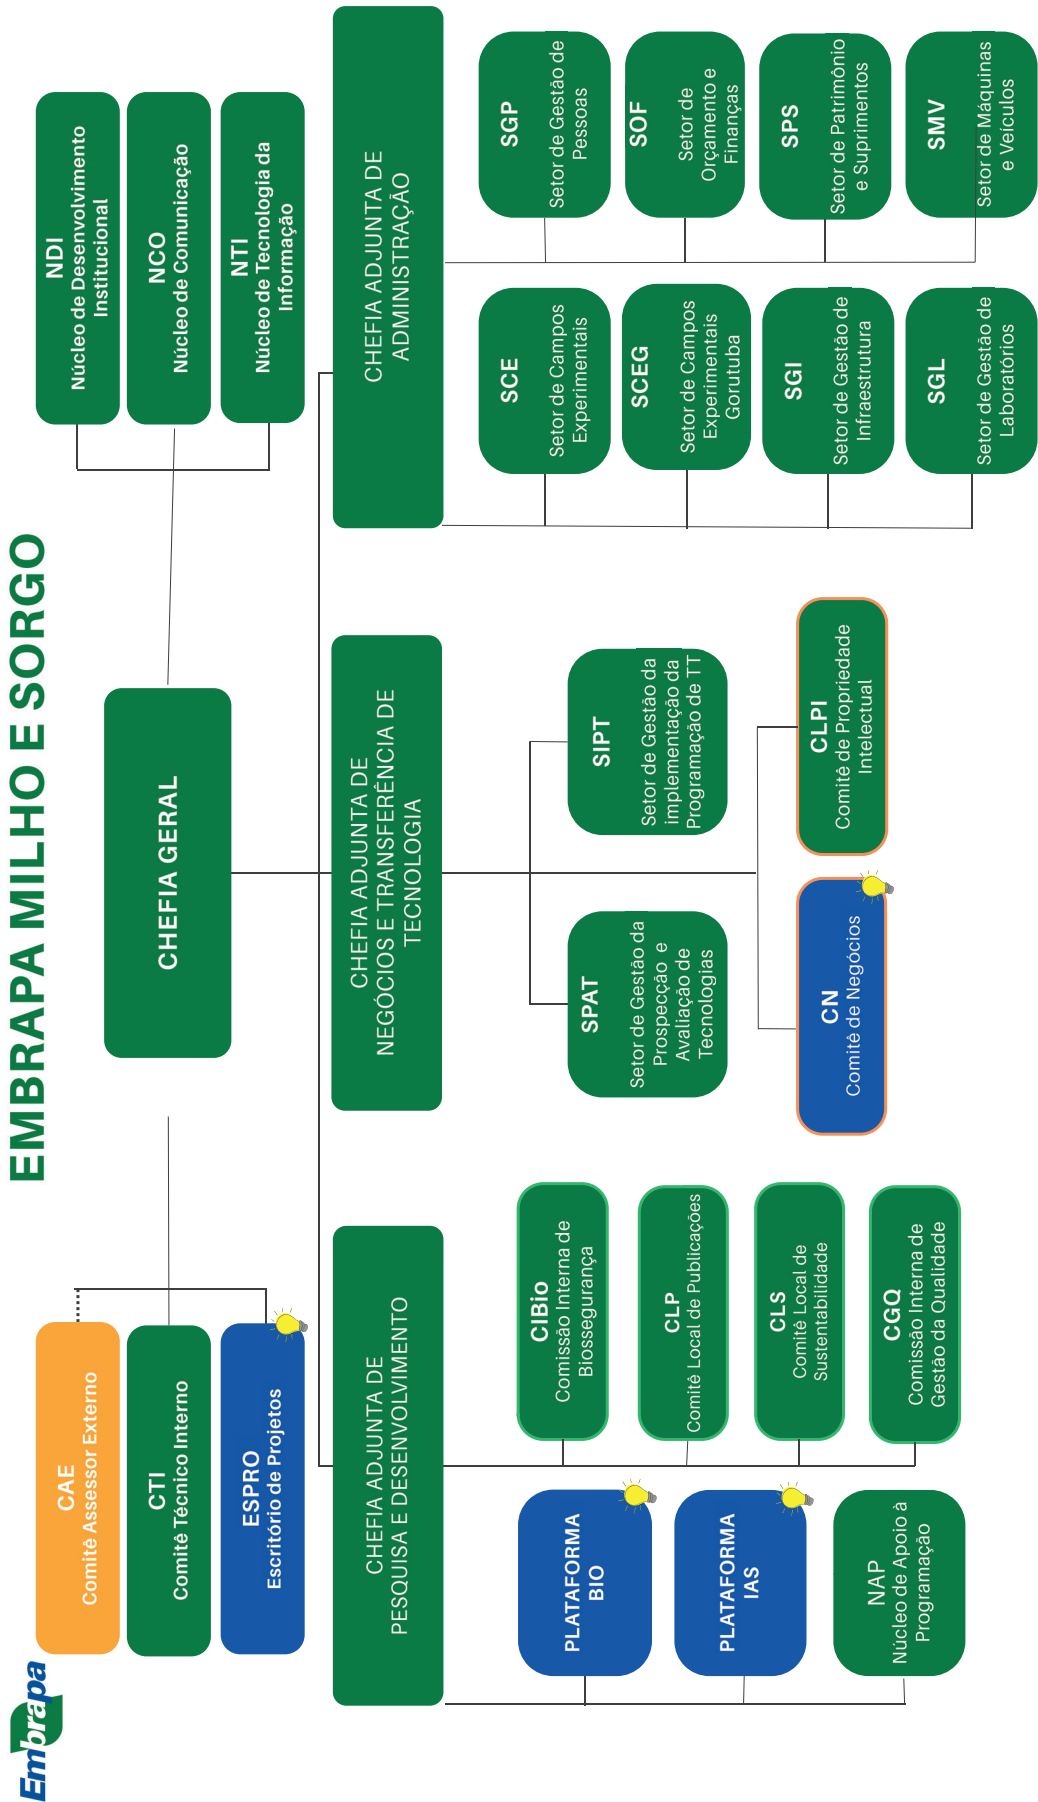 Embrapa
EMBRAPA MILHO E SORGO
CAE
Comitê Assessor Externo
CTI
Comitê Técnico Interno
ESPRO
Escritório de Projetos
CHEFIA GERAL
NDI
Núcleo de Desenvolvimento
Institucional
NCO
Núcleo de Comunicação
NTI
Núcleo de Tecnologia da
Informação
CHEFIA ADJUNTA DE
PESQUISA E DESENVOLVIMENTO
CHEFIA ADJUNTA DE
NEGÓCIOS E TRANSFERÊNCIA DE
TECNOLOGIA
CHEFIA ADJUNTA DE
ADMINISTRAÇÃO
PLATAFORMA
BIO
PLATAFORMA
IAS
NAP
Núcleo de Apoio à
Programação
CIBio
Comissão Interna de
Biossegurança
CLP
Comitê Local de Publicações
CLS
Comitê Local de
Sustentabilidade
CGQ
Comissão Interna de
Gestão da Qualidade
SPAT
Setor de Gestão da
Prospecção e
Avaliação de
Tecnologias
SIPT
Setor de Gestão da
implementação da
Programação de TT
CN
Comitê de Negócios
CLPI
Comitê de Propriedade
Intelectual
SCE
Setor de Campos
Experimentais
SCEG
Setor de Campos
Experimentais
Gorutuba
SGI
Setor de Gestão de
Infraestrutura
SGL
Setor de Gestão de
Laboratórios
SGP
Setor de Gestão de
Pessoas
SOF
Setor de
Orçamento e
Finanças
SPS
Setor de Patrimônio
e Suprimentos
SMV
Setor de Máquinas
e Veículos